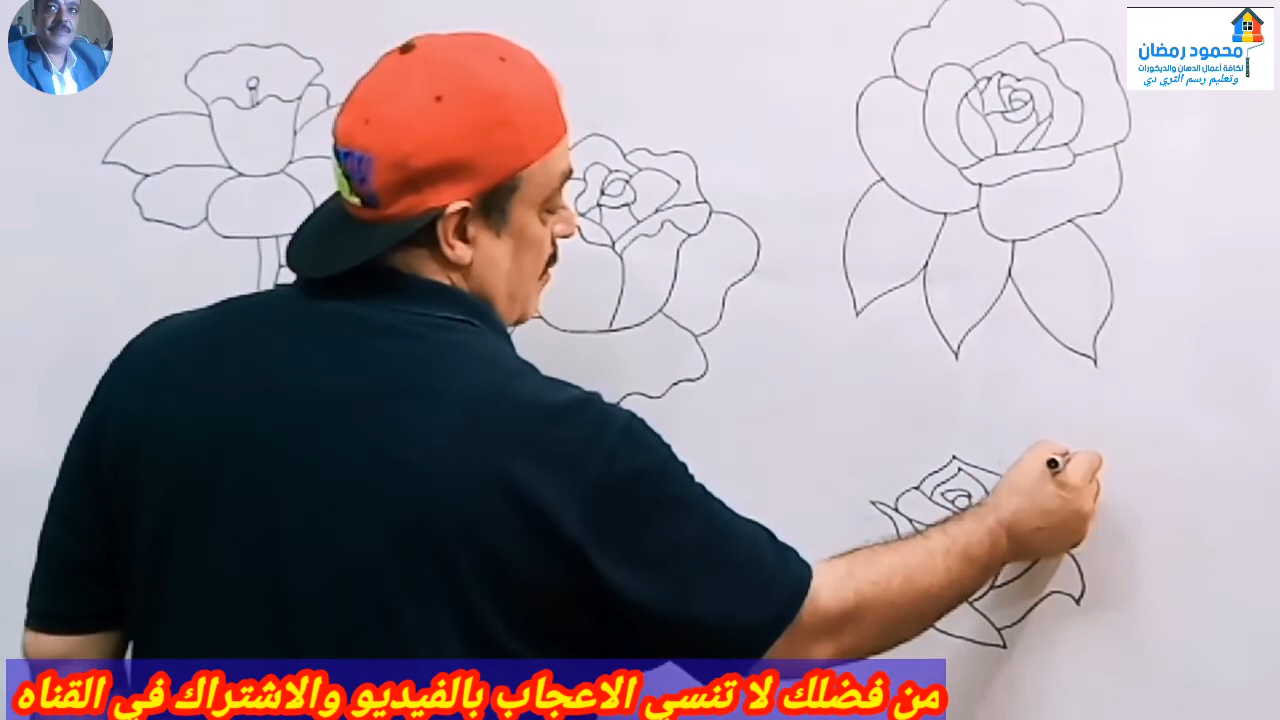 محمود رمضان
لكافة أعمال الدهان والديكورات
وتعليم رسم الثري دي
من فضلك لا تنسي الاعجاب بالفيديو والاشتراك في القناه